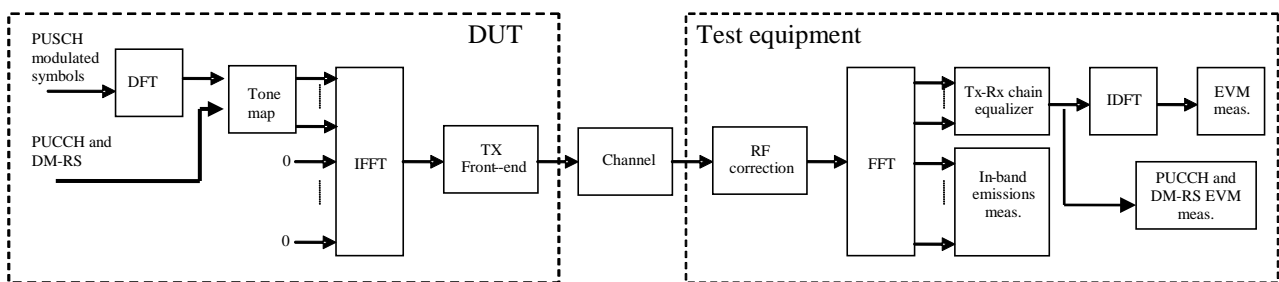 DUT
Test equipment
PUSCH
modulated
symbols
DFT
Tone
map
PUCCH and
DM-RS
0
0
IFFT
TX
Front--end
Channel
RF
correction
FFT
Tx-Rx chain
equalizer
IDFT
EVM
meas.
In-band
emissions
meas.
PUCCH and
DM-RS EVM
meas.